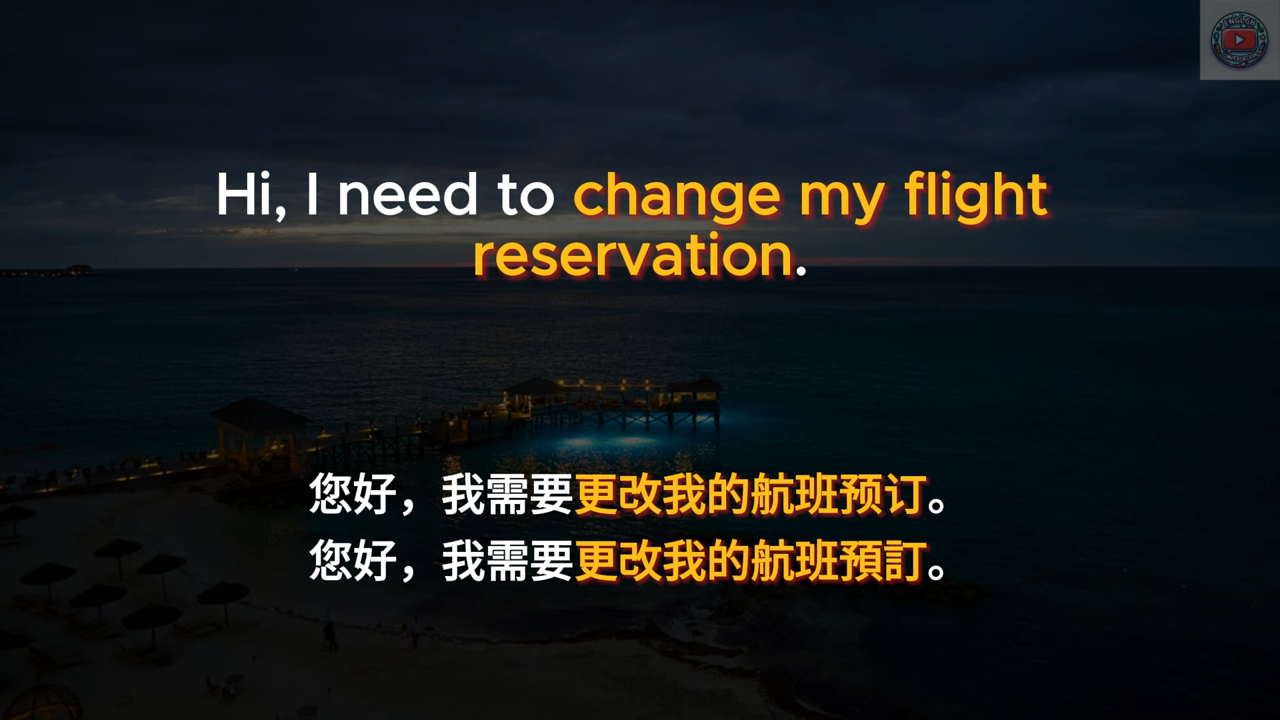 Hi, I need to change my flight
reservation.
您好，我需要更改我的航班预订。
您好，我需要更改我的航班預訂。